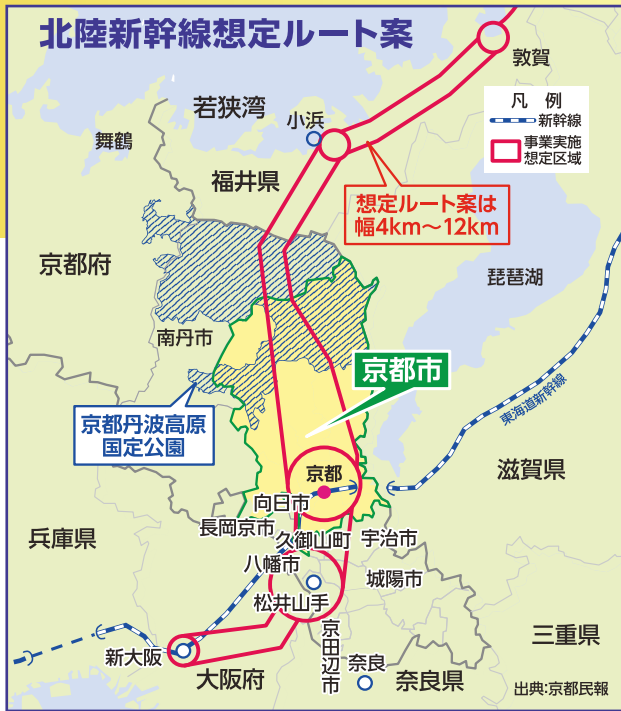 北陸新幹線想定ルート案
敦賀
凡 例
新幹線
事業実施
想定区域
若狭湾
小浜
舞鶴
福井県
想定ルート案は
幅4km～12km
京都府
琵琶湖
南丹市
京都市
東海道新幹線
京都丹波高原
国定公園
京都
滋賀県
向日市
長岡京市
久御山町
宇治市
兵庫県
八幡市
城陽市
松井山手
京田辺市
三重県
新大阪
大阪府
奈良
奈良県
出典:京都民報